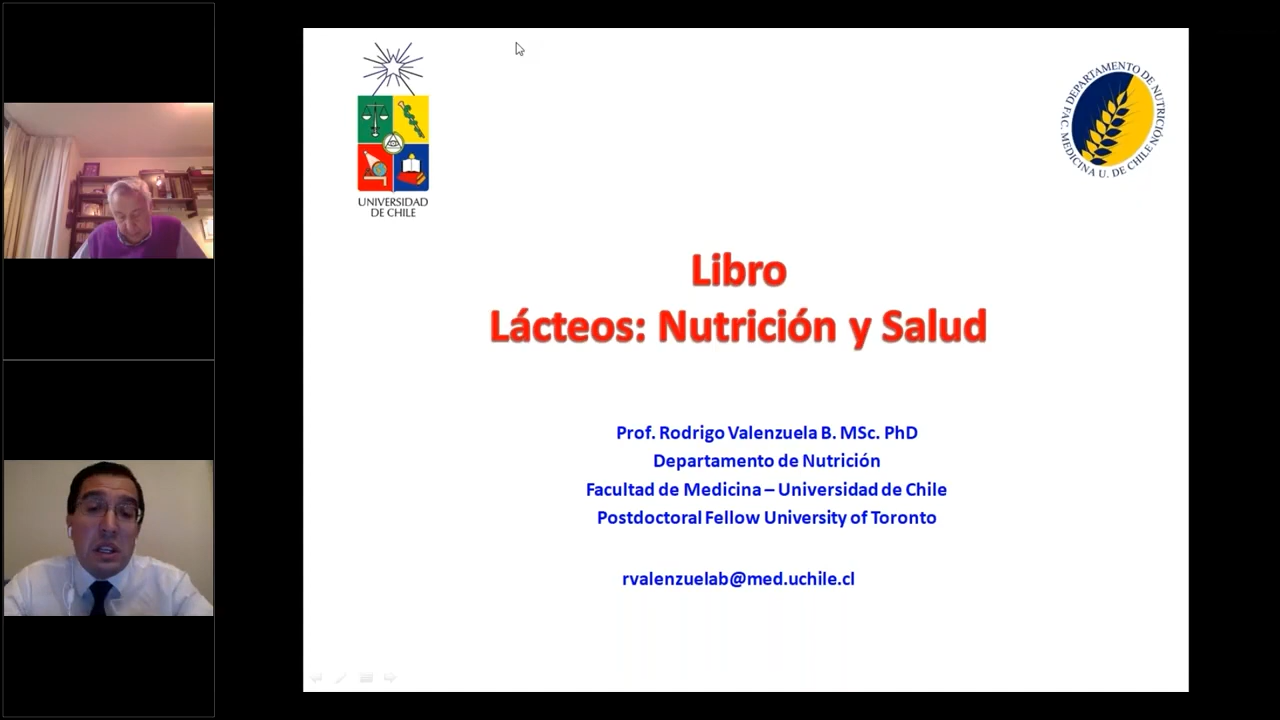 UNIVERSIDAD
DE CHILE
DEPARTAMENTO DE NUTRICIÓN
FAC. MEDICINA U. DE CHILE
Libro
Lácteos: Nutrición y Salud
Prof. Rodrigo Valenzuela B. MSc. PhD
Departamento de Nutrición
Facultad de Medicina – Universidad de Chile
Postdoctoral Fellow University of Toronto
rvalenzuelab@med.uchile.cl